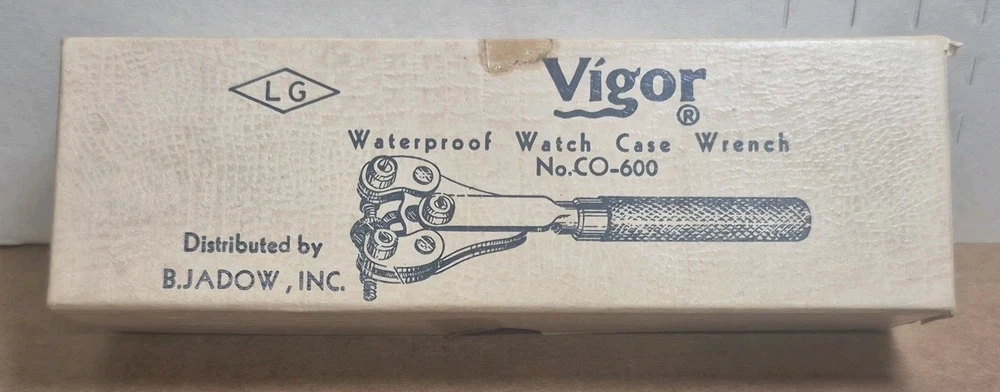 LG
Vigor®
Waterproof Watch Case Wrench
No.CO-600
Distributed by
B.JADOW, INC.